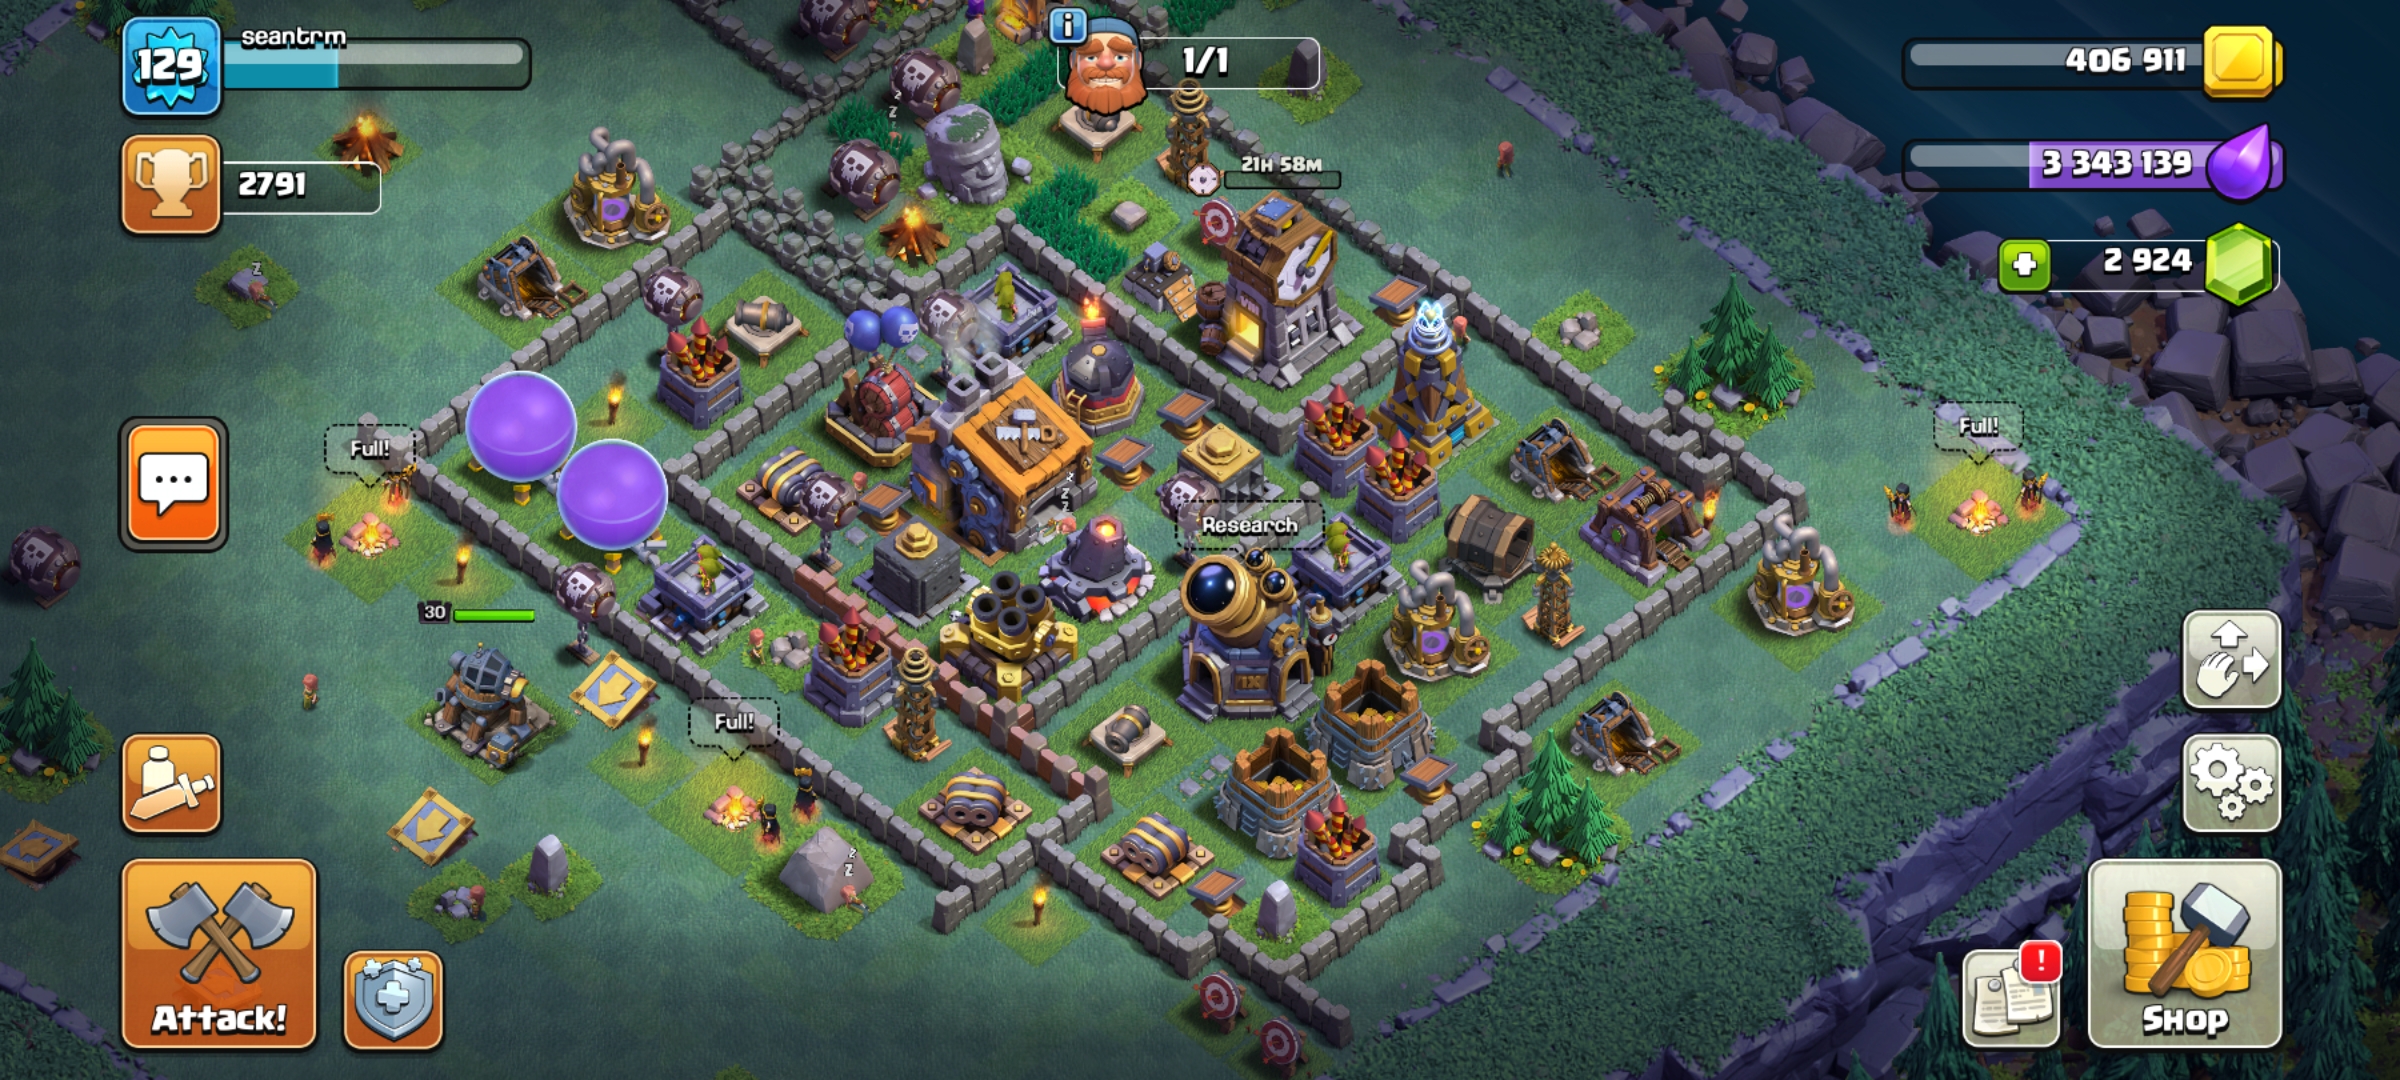 129
seantrm
1/1
406 911
2791
21H 58M
3 343 139
2 924
Full!
Full!
Research
30
Full!
Attack!
Shop